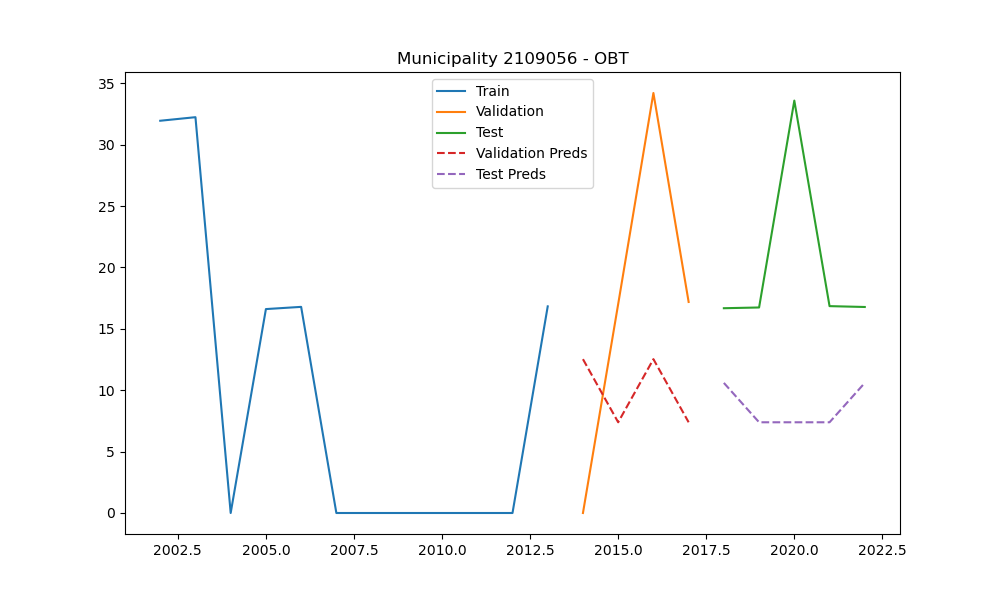 Municipality 2109056 - OBT
35
30
25
20
15
10
5
0
Train
Validation
Test
Validation Preds
Test Preds
2002.5 2005.0 2007.5 2010.0 2012.5 2015.0 2017.5 2020.0 2022.5